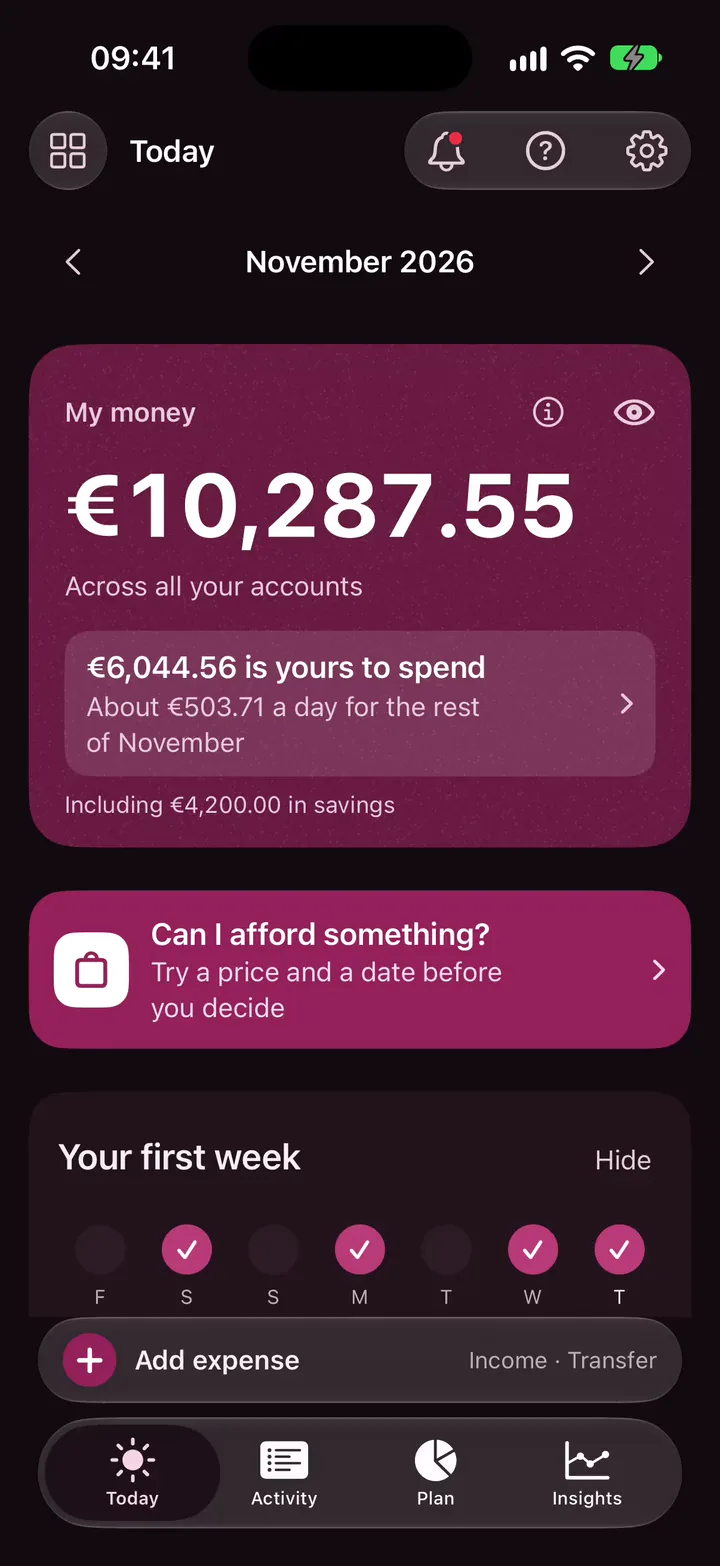 09:41
Today
?
November 2026
My money
€10,287.55
Across all your accounts
€6,044.56 is yours to spend
About €503.71 a day for the rest
of November
Including €4,200.00 in savings
Can I afford something?
Try a price and a date before
you decide
Your first week
Hide
F S S M T W T
Add expense
Income · Transfer
Today Activity Plan Insights